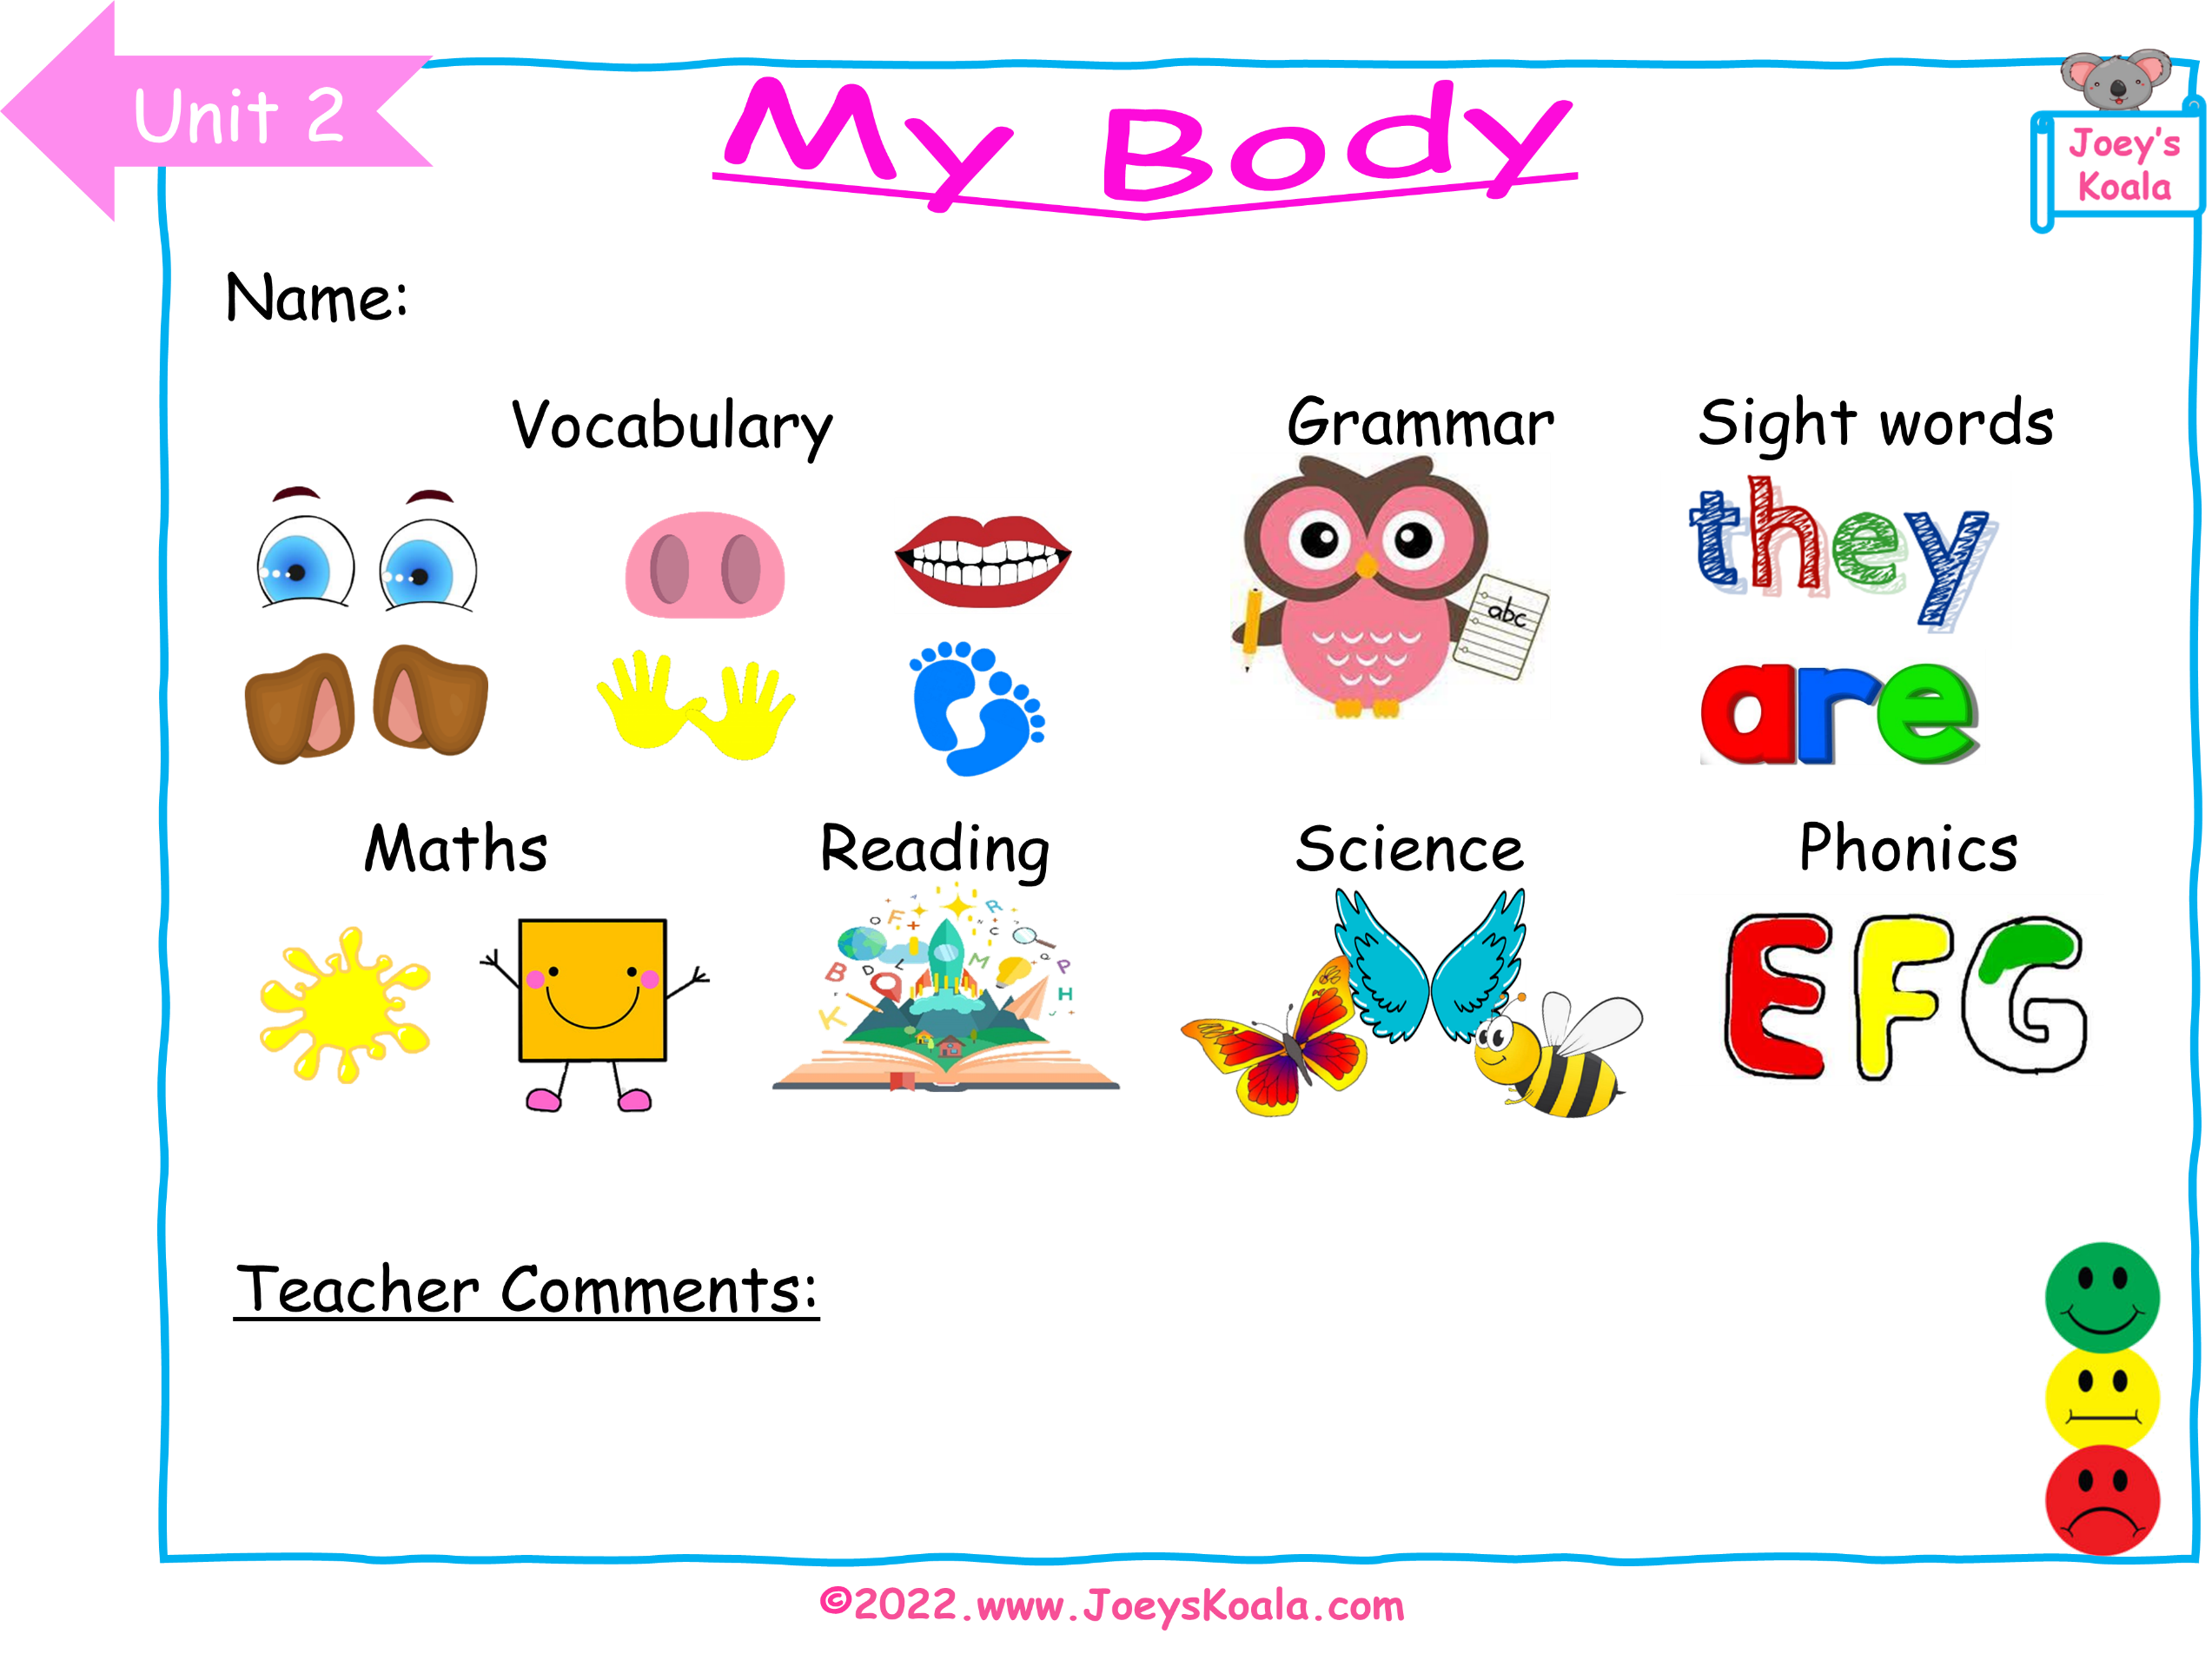 Unit 2
My Body
Joey's
Koala
Name:
Vocabulary
Grammar
Sight words
abc
they
are
Maths
Reading
Science
Phonics
EFG
Teacher Comments:
©2022.www.JoeysKoala.com